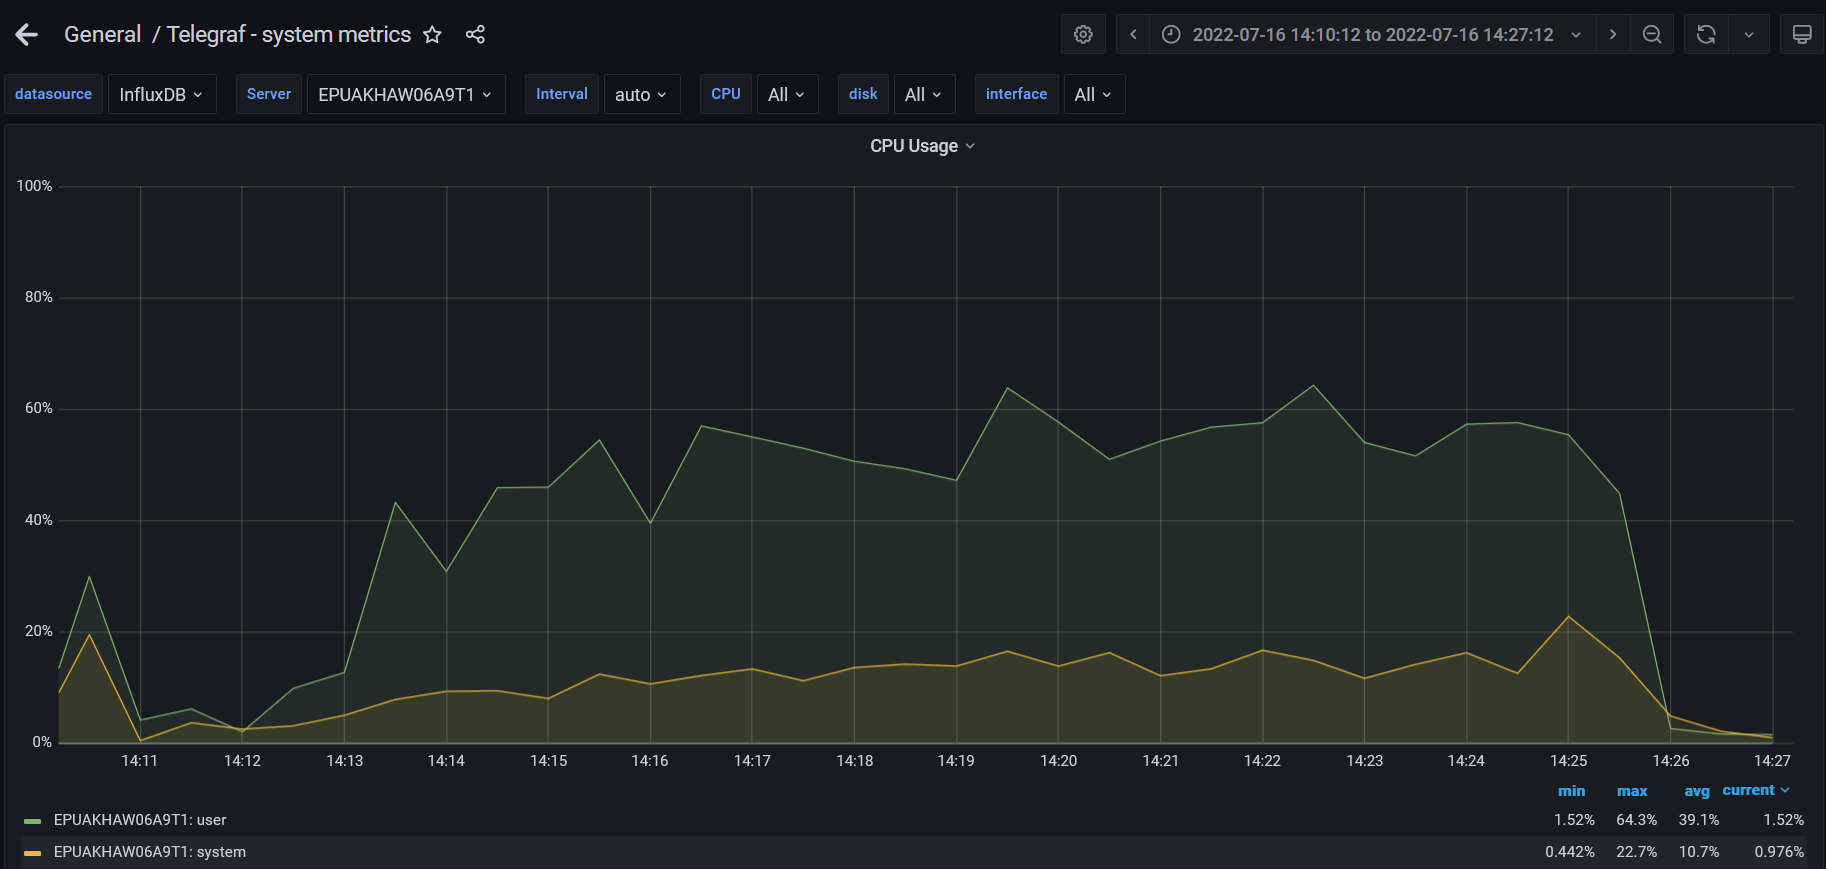 General / Telegraf - system metrics
2022-07-16 14:10:12 to 2022-07-16 14:27:12
datasource InfluxDB Server EPUAKHAW06A9T1 Interval auto CPU All disk All interface All
CPU Usage
100%
80%
60%
40%
20%
0%
14:11 14:12 14:13 14:14 14:15 14:16 14:17 14:18 14:19 14:20 14:21 14:22 14:23 14:24 14:25 14:26 14:27
min max avg current
EPUAKHAW06A9T1: user 1.52% 64.3% 39.1% 1.52%
EPUAKHAW06A9T1: system 0.442% 22.7% 10.7% 0.976%